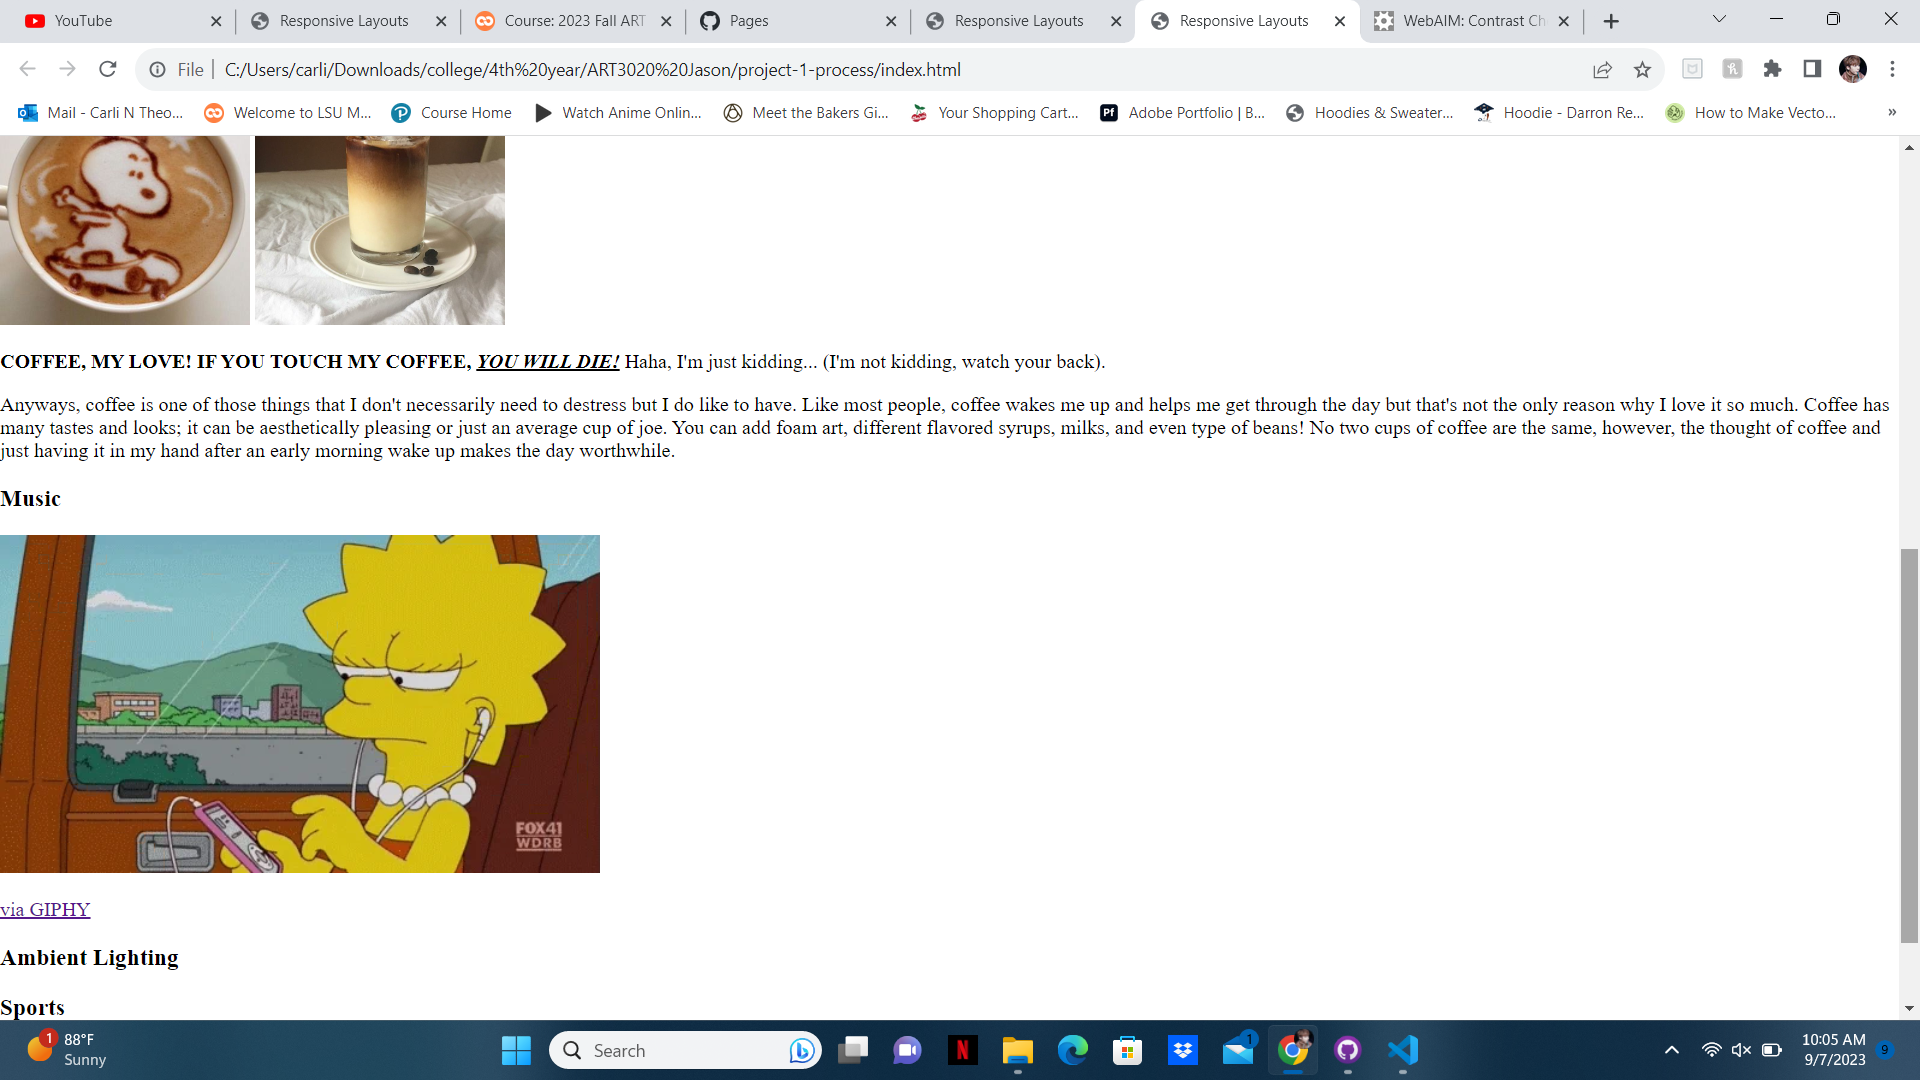 YouTube
Responsive Layouts
Course: 2023 Fall ART
Pages
Responsive Layouts
Responsive Layouts
WebAIM: Contrast Ch
File C:/Users/carli/Downloads/college/4th%20year/ART3020%20Jason/project-1-process/index.html
Mail - Carli N Theo...
Welcome to LSU M...
Course Home
Watch Anime Onlin...
Meet the Bakers Gi...
Your Shopping Cart...
Pf Adobe Portfolio | B...
Hoodies & Sweater...
Hoodie - Darron Re...
How to Make Vecto...
»
COFFEE, MY LOVE! IF YOU TOUCH MY COFFEE, YOU WILL DIE! Haha, I'm just kidding... (I'm not kidding, watch your back).
Anyways, coffee is one of those things that I don't necessarily need to destress but I do like to have. Like most people, coffee wakes me up and helps me get through the day but that's not the only reason why I love it so much. Coffee has
many tastes and looks; it can be aesthetically pleasing or just an average cup of joe. You can add foam art, different flavored syrups, milks, and even type of beans! No two cups of coffee are the same, however, the thought of coffee and
just having it in my hand after an early morning wake up makes the day worthwhile.
Music
FOX41
WDRB
via GIPHY
Ambient Lighting
Sports
1
88°F
Sunny
Search
N
1
10:05 AM
9/7/2023
9